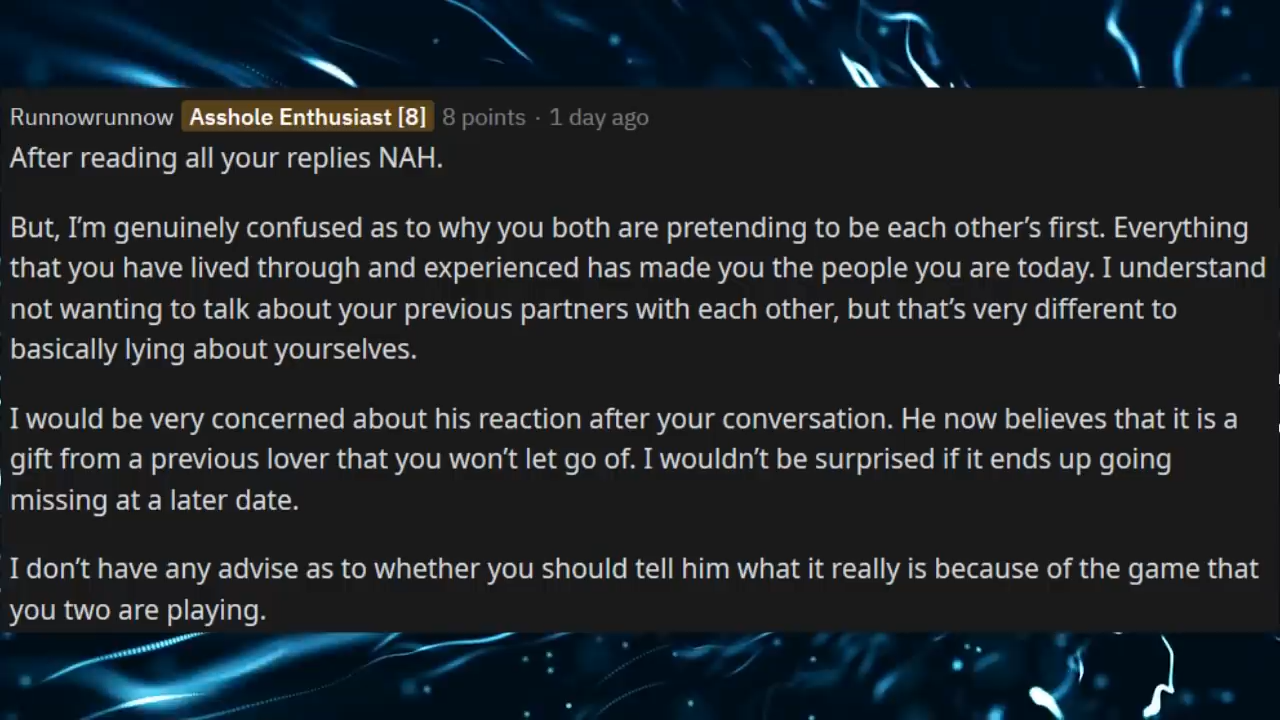 Runnowrunnow Asshole Enthusiast [8] 8 points · 1 day ago
After reading all your replies NAH.
But, I’m genuinely confused as to why you both are pretending to be each other’s first. Everything
that you have lived through and experienced has made you the people you are today. I understand
not wanting to talk about your previous partners with each other, but that’s very different to
basically lying about yourselves.
I would be very concerned about his reaction after your conversation. He now believes that it is a
gift from a previous lover that you won’t let go of. I wouldn’t be surprised if it ends up going
missing at a later date.
I don’t have any advise as to whether you should tell him what it really is because of the game that
you two are playing.